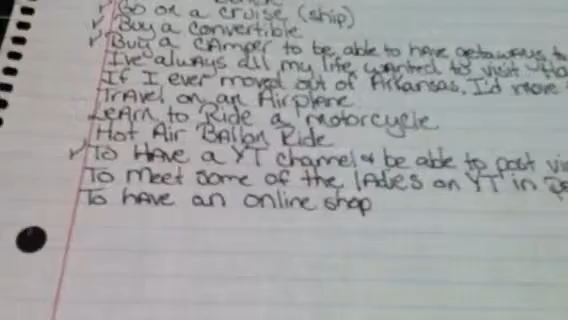 Go on a cruise (ship)
Buy a convertible
Buy a camper to be able to have getaways
I've always all my life wanted to visit
If I ever moved out of Arkansas, I'd move
Travel on an Airplane
Learn to Ride a motorcycle
Hot Air Ballon Ride
To Have a YT channel & be able to post
To meet some of the ladies on YT in
To have an online shop